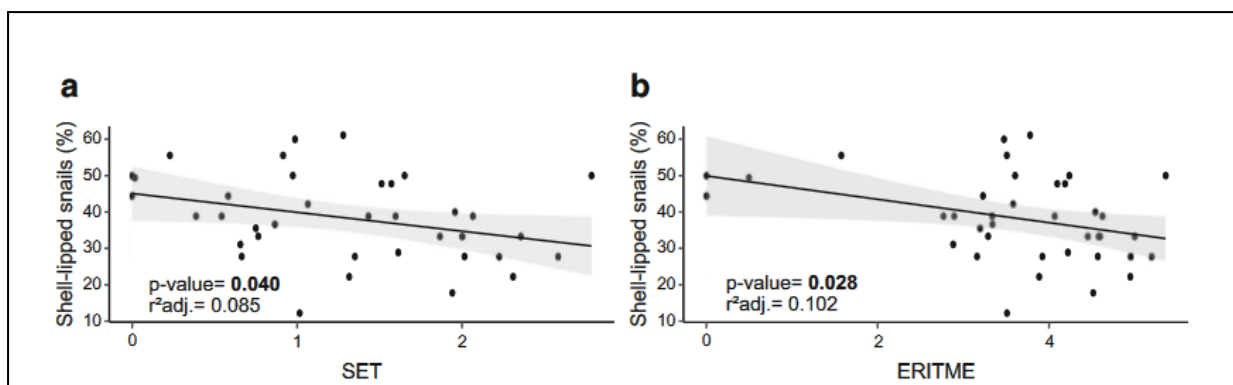 a
Shell-lipped snails (%)
60
50
40
30
20
10
p-value= 0.040
r²adj.= 0.085
0
1
2
SET
b
Shell-lipped snails (%)
60
50
40
30
20
10
p-value= 0.028
r²adj.= 0.102
0
2
4
ERITME